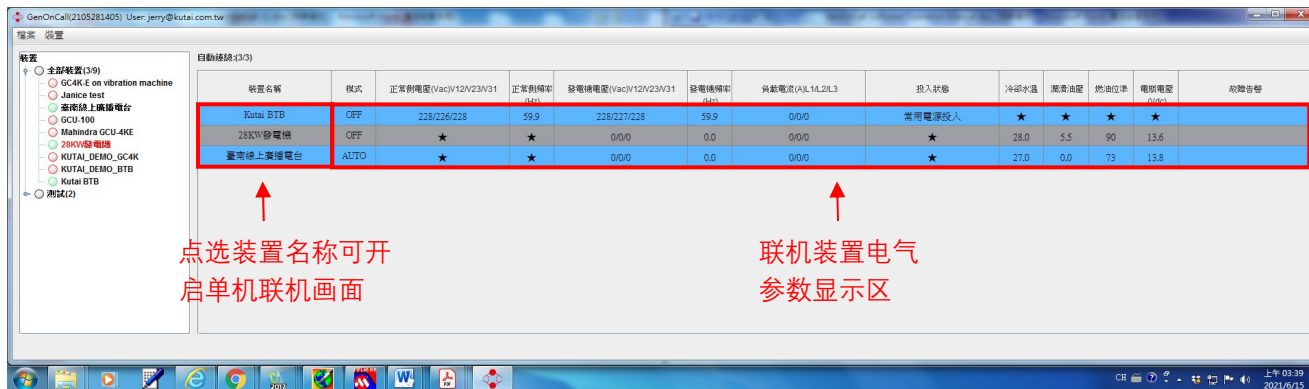 GenOnCall(2105281405) User: jerry@kutai.com.tw
檔案 裝置
裝置
全部裝置(3/9)
GC4K-E on vibration machine
Janice test
臺南線上廣播電台
GCU-100
Mahindra GCU-4KE
28KW發電機
KUTAI_DEMO_GC4K
KUTAI_DEMO_BTB
Kutai BTB
測試(2)
自動連線:(3/3)
裝置名稱 模式 正常側電壓(Vac)V12/V23/V31 正常側頻率(Hz) 發電機電壓(Vac)V12/V23/V31 發電機頻率(Hz) 負載電流(A)L1/L2/L3 投入狀態 冷卻水溫 潤滑油壓 燃油位準 電瓶電壓(Vdc) 故障告警
Kutai BTB OFF 228/226/228 59.9 228/227/228 59.9 0/0/0 常用電源投入 ★ ★ ★ ★
28KW發電機 OFF ★ ★ 0/0/0 0.0 0/0/0 ★ 28.0 5.5 90 13.6
臺南線上廣播電台 AUTO ★ ★ 0/0/0 0.0 0/0/0 ★ 27.0 0.0 73 13.8
点选装置名称可开
启单机联机画面
联机装置电气
参数显示区
CH
上午 03:39
2021/6/15